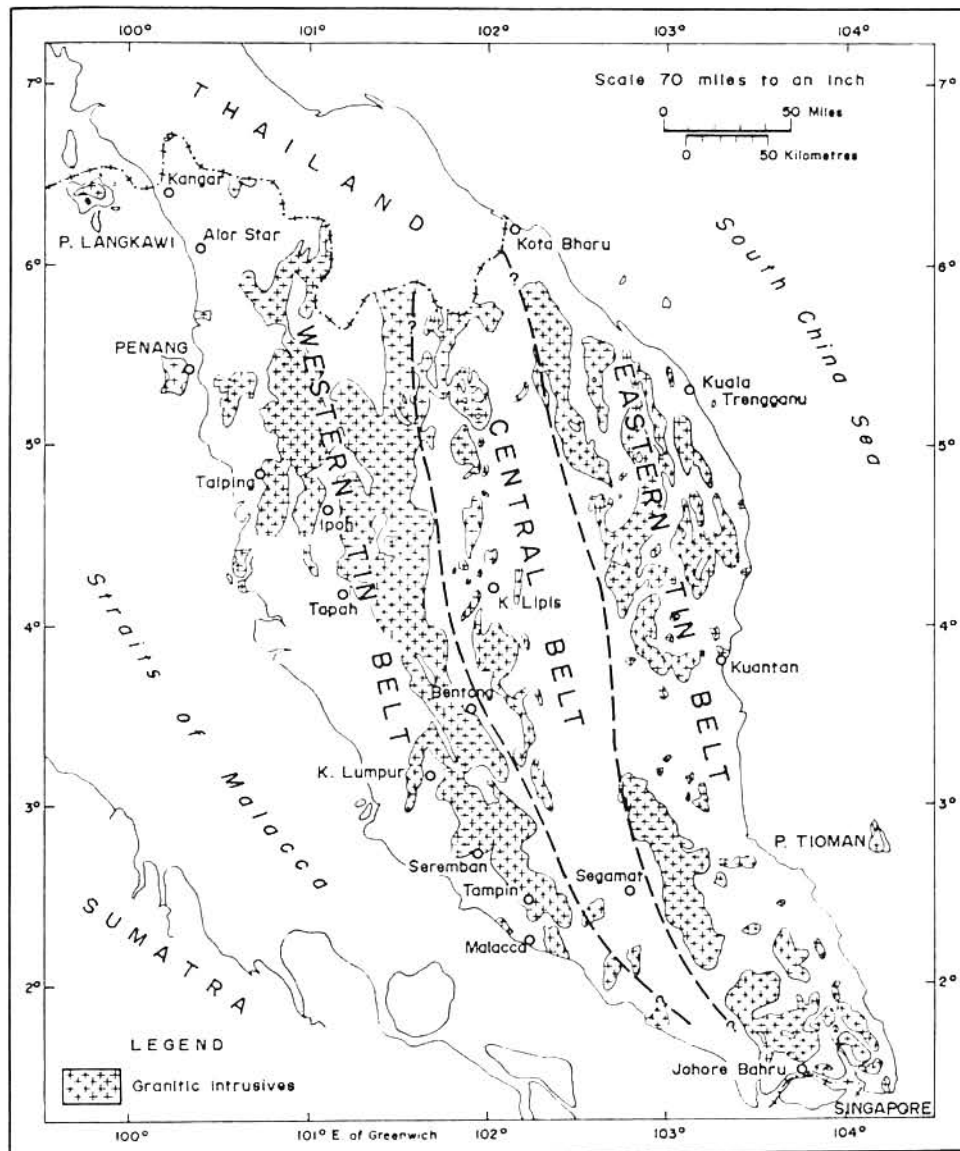 100° 101° 102° 103° 104°
7° 7°
Scale 70 miles to an inch
0 50 Miles
0 50 Kilometres
THAILAND
Kangar
P. LANGKAWI
Alor Star
Kota Bharu
South China Sea
6° 6°
?
?
PENANG
WESTERN TIN BELT
CENTRAL BELT
EASTERN TIN BELT
Kuala
Trengganu
5° 5°
Taiping
Ipoh
K. Lipis
Tapah
Straits of Malacca
4° 4°
Kuantan
Bentong
K. Lumpur
3° 3°
P. TIOMAN
Seremban
Segamat
Tampin
Malacca
SUMATRA
2° 2°
?
LEGEND
Granitic intrusives
Johore Bahru
SINGAPORE
100° 101° E. of Greenwich 102° 103° 104°